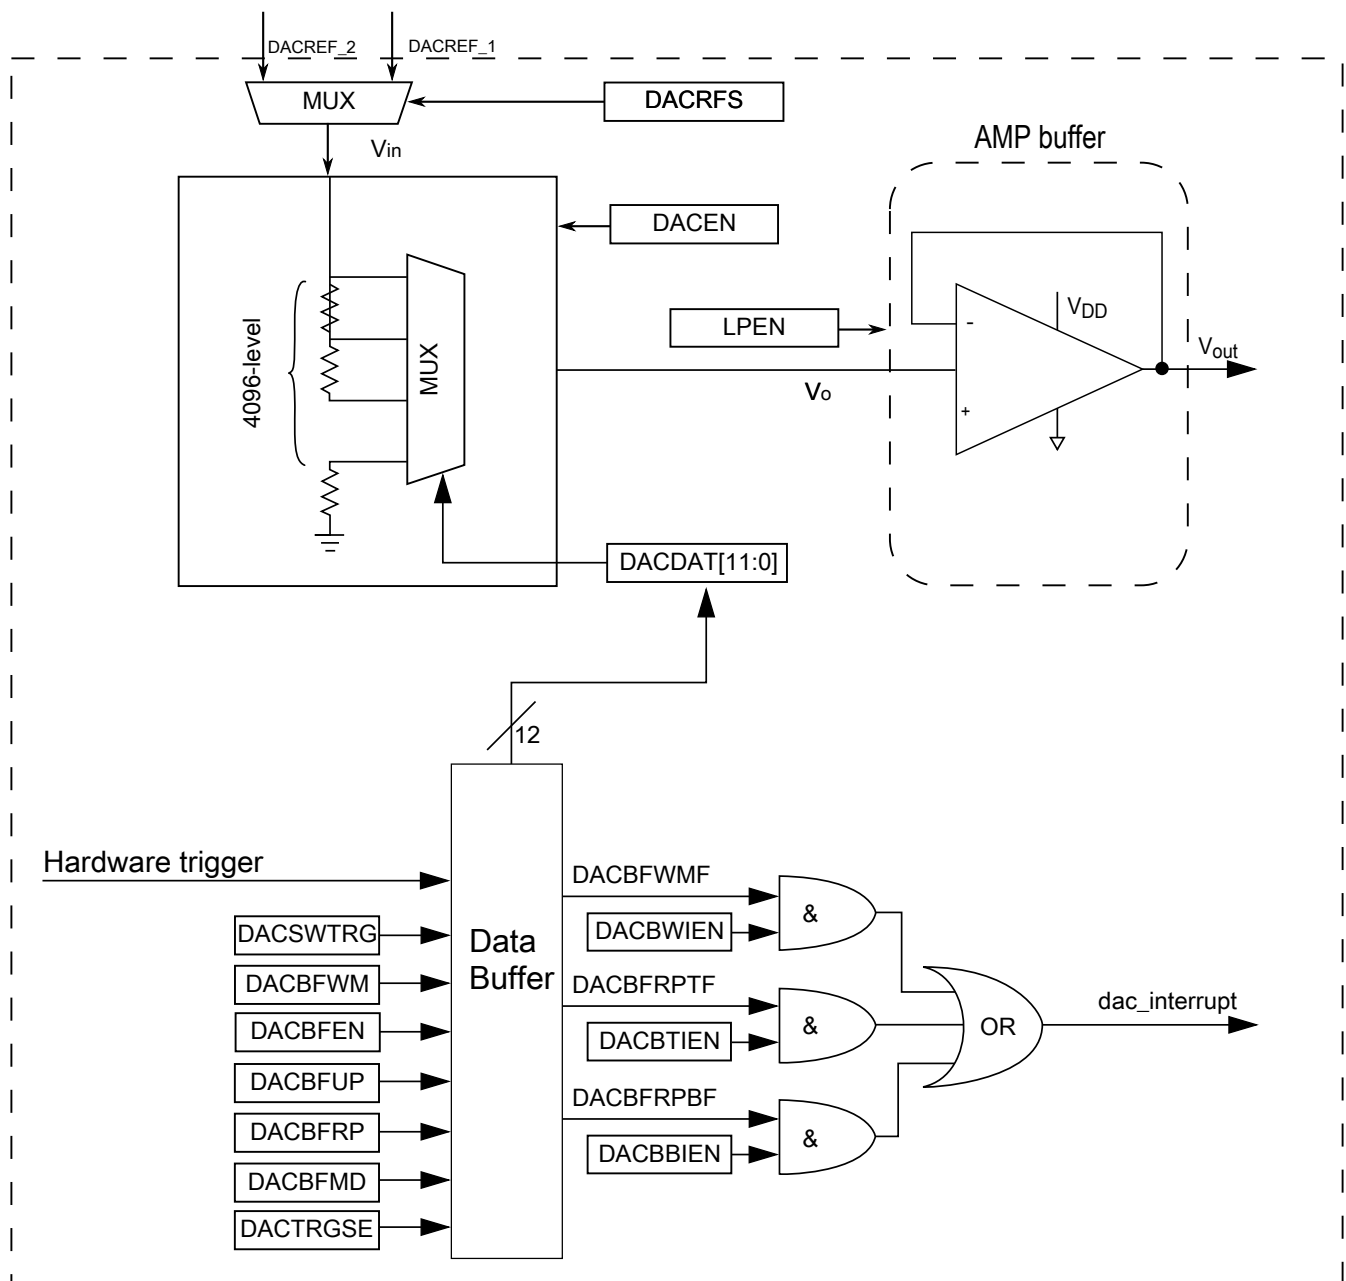 DACREF_2
DACREF_1
MUX
DACRFS
Vin
AMP buffer
DACEN
LPEN
VDD
-
+
Vout
Vo
4096-level
MUX
DACDAT[11:0]
12
Hardware trigger
DACSWTRG
DACBFWM
DACBFEN
DACBFUP
DACBFRP
DACBFMD
DACTRGSE
Data
Buffer
DACBFWMF
DACBWIEN
&
DACBFRPTF
DACBTIEN
&
DACBFRPBF
DACBBIEN
&
OR
dac_interrupt